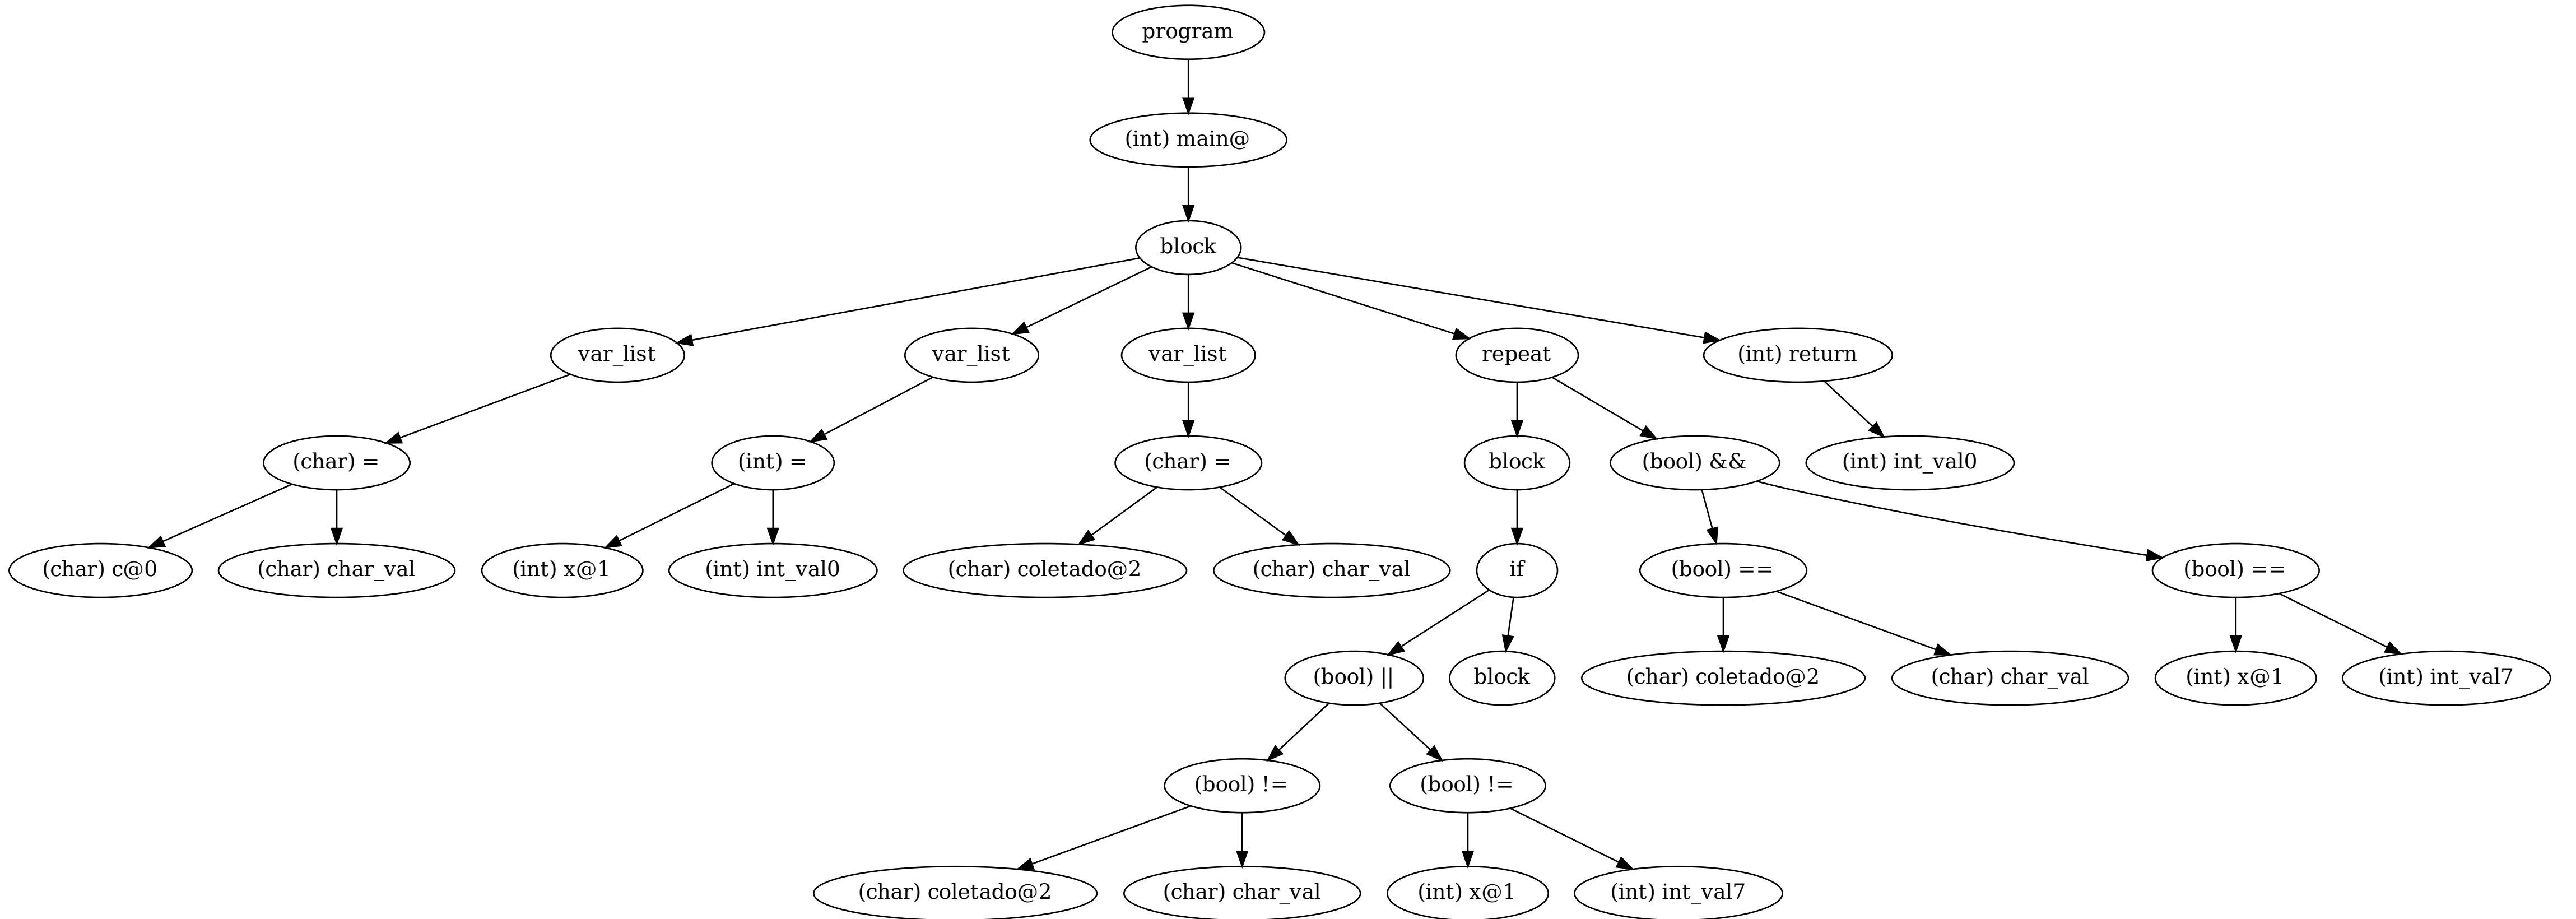 program
(int) main@
block
var_list
var_list
var_list
repeat
(int) return
(char) =
(int) =
(char) =
block
(bool) &&
(int) int_val0
(char) c@0
(char) char_val
(int) x@1
(int) int_val0
(char) coletado@2
(char) char_val
if
(bool) ==
(bool) ==
(bool) ||
block
(char) coletado@2
(char) char_val
(int) x@1
(int) int_val7
(bool) !=
(bool) !=
(char) coletado@2
(char) char_val
(int) x@1
(int) int_val7